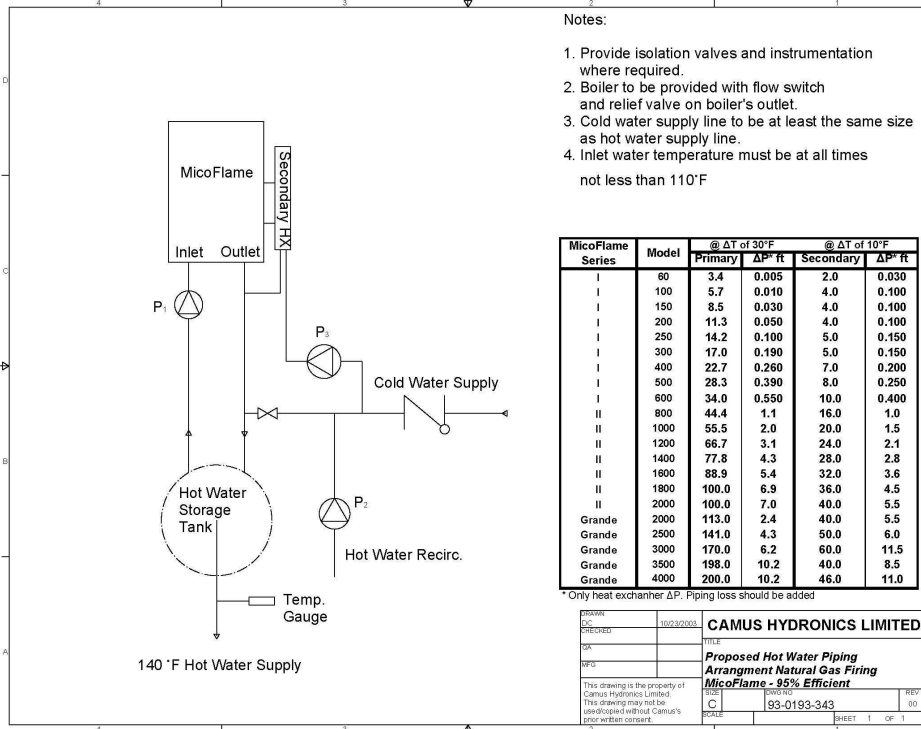 4 3 2 1
D
C
B
A
Notes:
1. Provide isolation valves and instrumentation
where required.
2. Boiler to be provided with flow switch
and relief valve on boiler's outlet.
3. Cold water supply line to be at least the same size
as hot water supply line.
4. Inlet water temperature must be at all times
not less than 110°F
MicoFlame
Secondary HX
Inlet Outlet
P1
P3
Cold Water Supply
Hot Water
Storage
Tank
P2
Hot Water Recirc.
Temp.
Gauge
140 °F Hot Water Supply
MicoFlame Series Model @ ΔT of 30°F @ ΔT of 10°F
Primary ΔP* ft Secondary ΔP* ft
I 60 3.4 0.005 2.0 0.030
I 100 5.7 0.010 4.0 0.100
I 150 8.5 0.030 4.0 0.100
I 200 11.3 0.050 4.0 0.100
I 250 14.2 0.100 5.0 0.150
I 300 17.0 0.190 5.0 0.150
I 400 22.7 0.260 7.0 0.200
I 500 28.3 0.390 8.0 0.250
I 600 34.0 0.550 10.0 0.400
II 800 44.4 1.1 16.0 1.0
II 1000 55.5 2.0 20.0 1.5
II 1200 66.7 3.1 24.0 2.1
II 1400 77.8 4.3 28.0 2.8
II 1600 88.9 5.4 32.0 3.6
II 1800 100.0 6.9 36.0 4.5
II 2000 100.0 7.0 40.0 5.5
Grande 2000 113.0 2.4 40.0 5.5
Grande 2500 141.0 4.3 50.0 6.0
Grande 3000 170.0 6.2 60.0 11.5
Grande 3500 198.0 10.2 40.0 8.5
Grande 4000 200.0 10.2 46.0 11.0
* Only heat exchanher ΔP. Piping loss should be added
DRAWN
DC 10/23/2003
CHECKED
QA
MFG
This drawing is the property of
Camus Hydronics Limited.
This drawing may not be
used/copied without Camus's
prior written consent.
CAMUS HYDRONICS LIMITED
TITLE
Proposed Hot Water Piping
Arrangment Natural Gas Firing
MicoFlame - 95% Efficient
SIZE DWG NO REV
C 93-0193-343 00
SCALE SHEET 1 OF 1
4 3 2 1